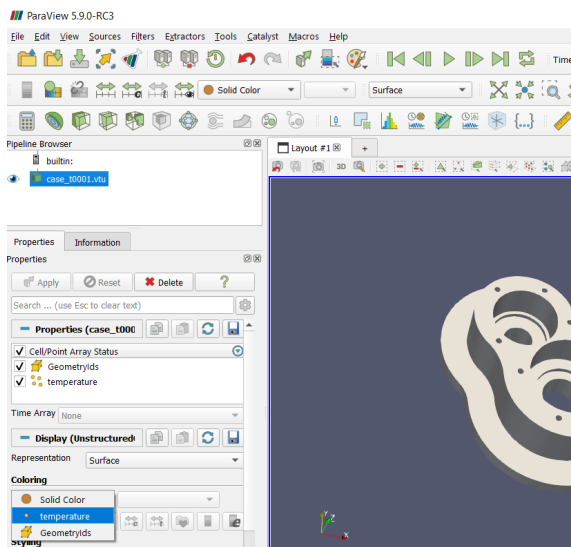 ParaView 5.9.0-RC3
File Edit View Sources Filters Extractors Tools Catalyst Macros Help
Time
Solid Color Surface
Pipeline Browser
Layout #1 +
builtin:
3D
case_t0001.vtu
Properties Information
Properties
Apply Reset Delete ?
Search ... (use Esc to clear text)
Properties (case_t000
Cell/Point Array Status
GeometryIds
temperature
Time Array None
Display (Unstructured
Representation Surface
Coloring
Solid Color
temperature
GeometryIds
Styling
Y Z X